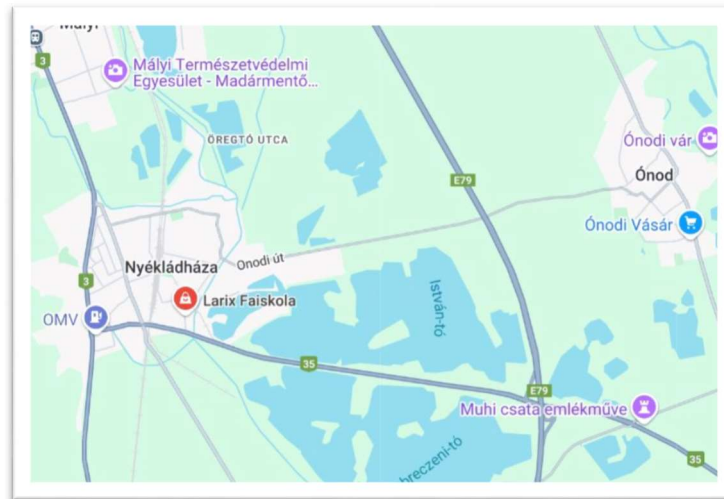 3
Mályi Természetvédelmi
Egyesület - Madármentő...
ÖREGTÓ UTCA
Ónodi vár
E79
Ónod
Ónodi Vásár
Nyékládháza
Onodi út
3
Larix Faiskola
István-tó
OMV
35
E79
Muhi csata emlékműve
35